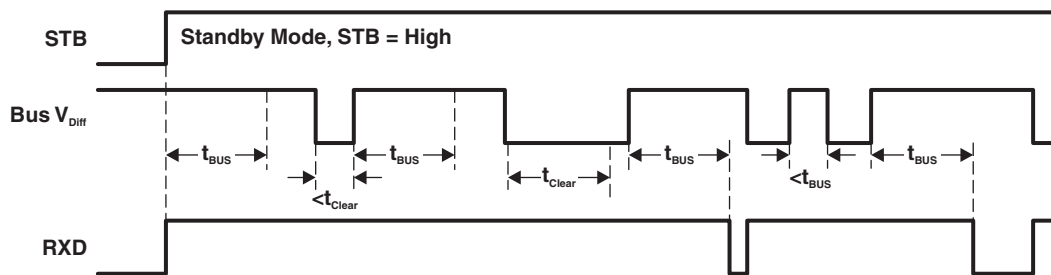 STB
Standby Mode, STB = High
Bus VDiff
tBUS
tBUS
tBUS
tBUS
tClear
<tBUS
<tClear
RXD